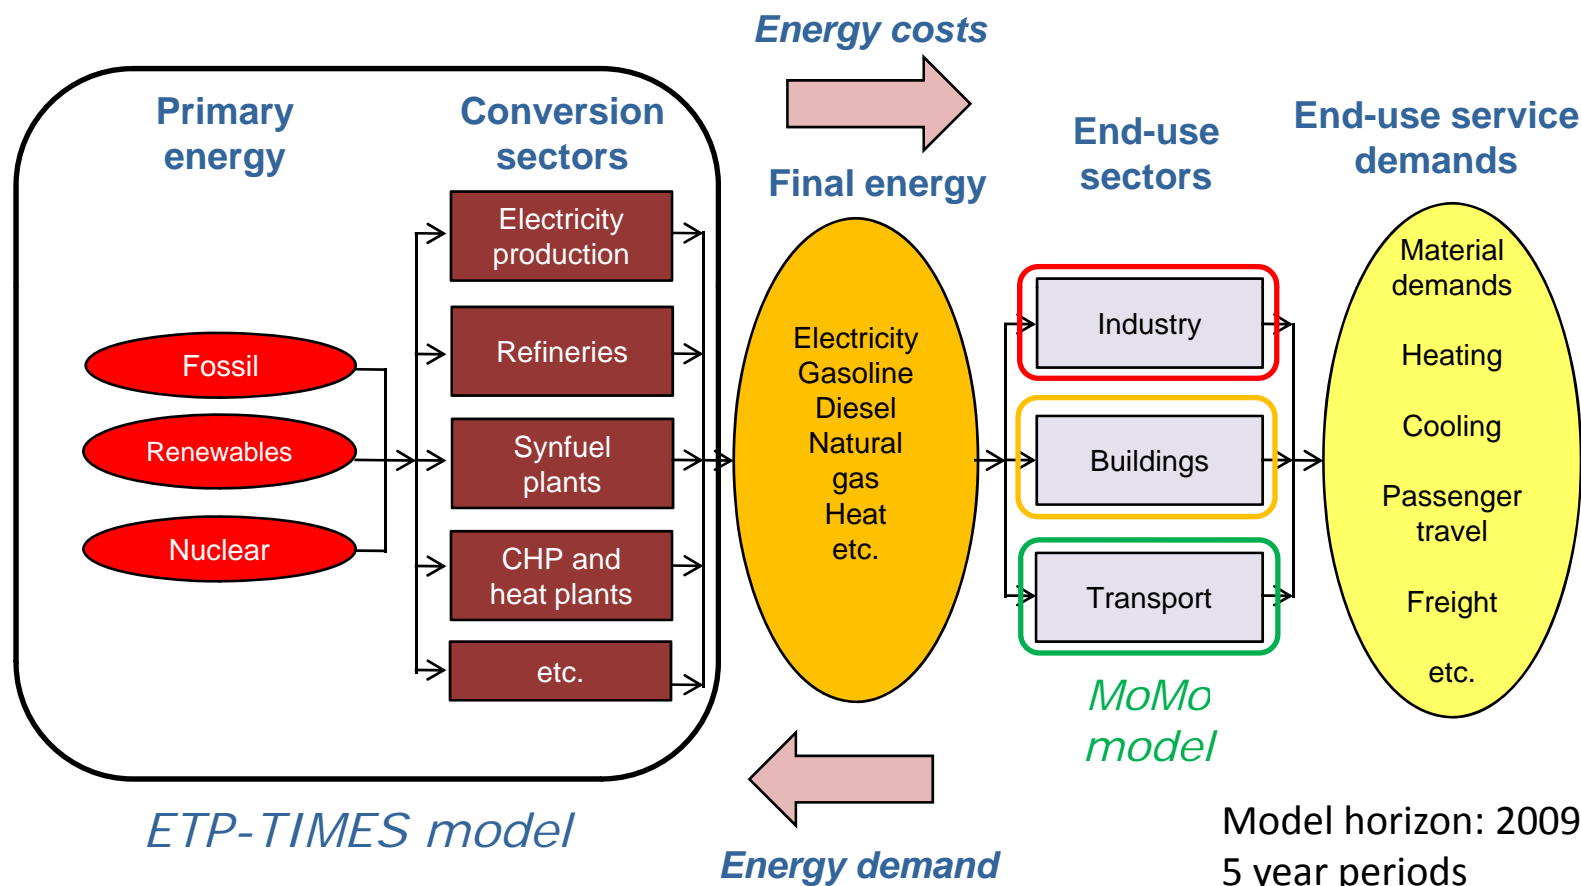 Energy costs
Primary
energy
Conversion
sectors
Final energy
End-use
sectors
End-use service
demands
Fossil
Renewables
Nuclear
Electricity
production
Refineries
Synfuel
plants
CHP and
heat plants
etc.
Electricity
Gasoline
Diesel
Natural
gas
Heat
etc.
Industry
Buildings
Transport
MoMo
model
Material
demands
Heating
Cooling
Passenger
travel
Freight
etc.
ETP-TIMES model
Energy demand
Model horizon: 2009
5 year periods